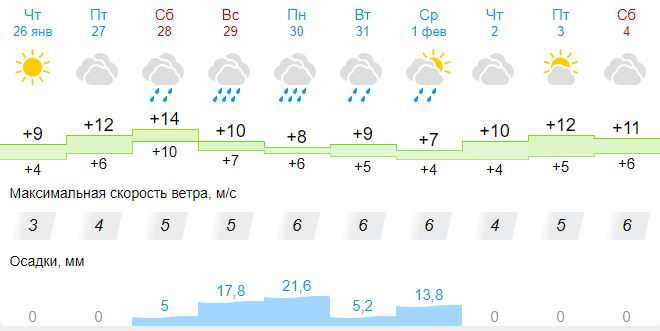 Чт Пт Сб Вс Пн Вт Ср Чт Пт Сб
26 янв 27 28 29 30 31 1 фев 2 3 4
+9 +12 +14 +10 +8 +9 +7 +10 +12 +11
+4 +6 +10 +7 +6 +5 +4 +4 +5 +6
Максимальная скорость ветра, м/с
3 4 5 5 6 6 6 4 5 6
Осадки, мм
0 0 5 17,8 21,6 5,2 13,8 0 0 0